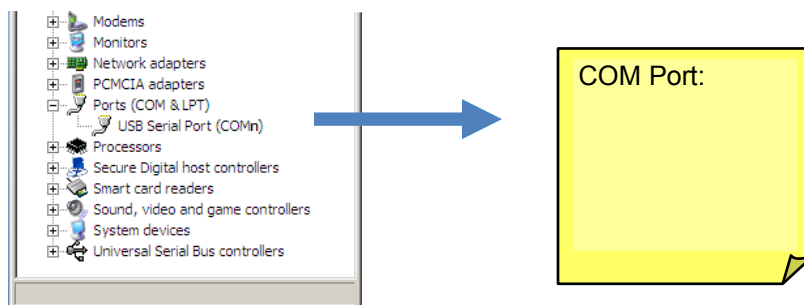 Modems
Monitors
Network adapters
PCMCIA adapters
Ports (COM & LPT)
USB Serial Port (COMn)
Processors
Secure Digital host controllers
Smart card readers
Sound, video and game controllers
System devices
Universal Serial Bus controllers
COM Port: